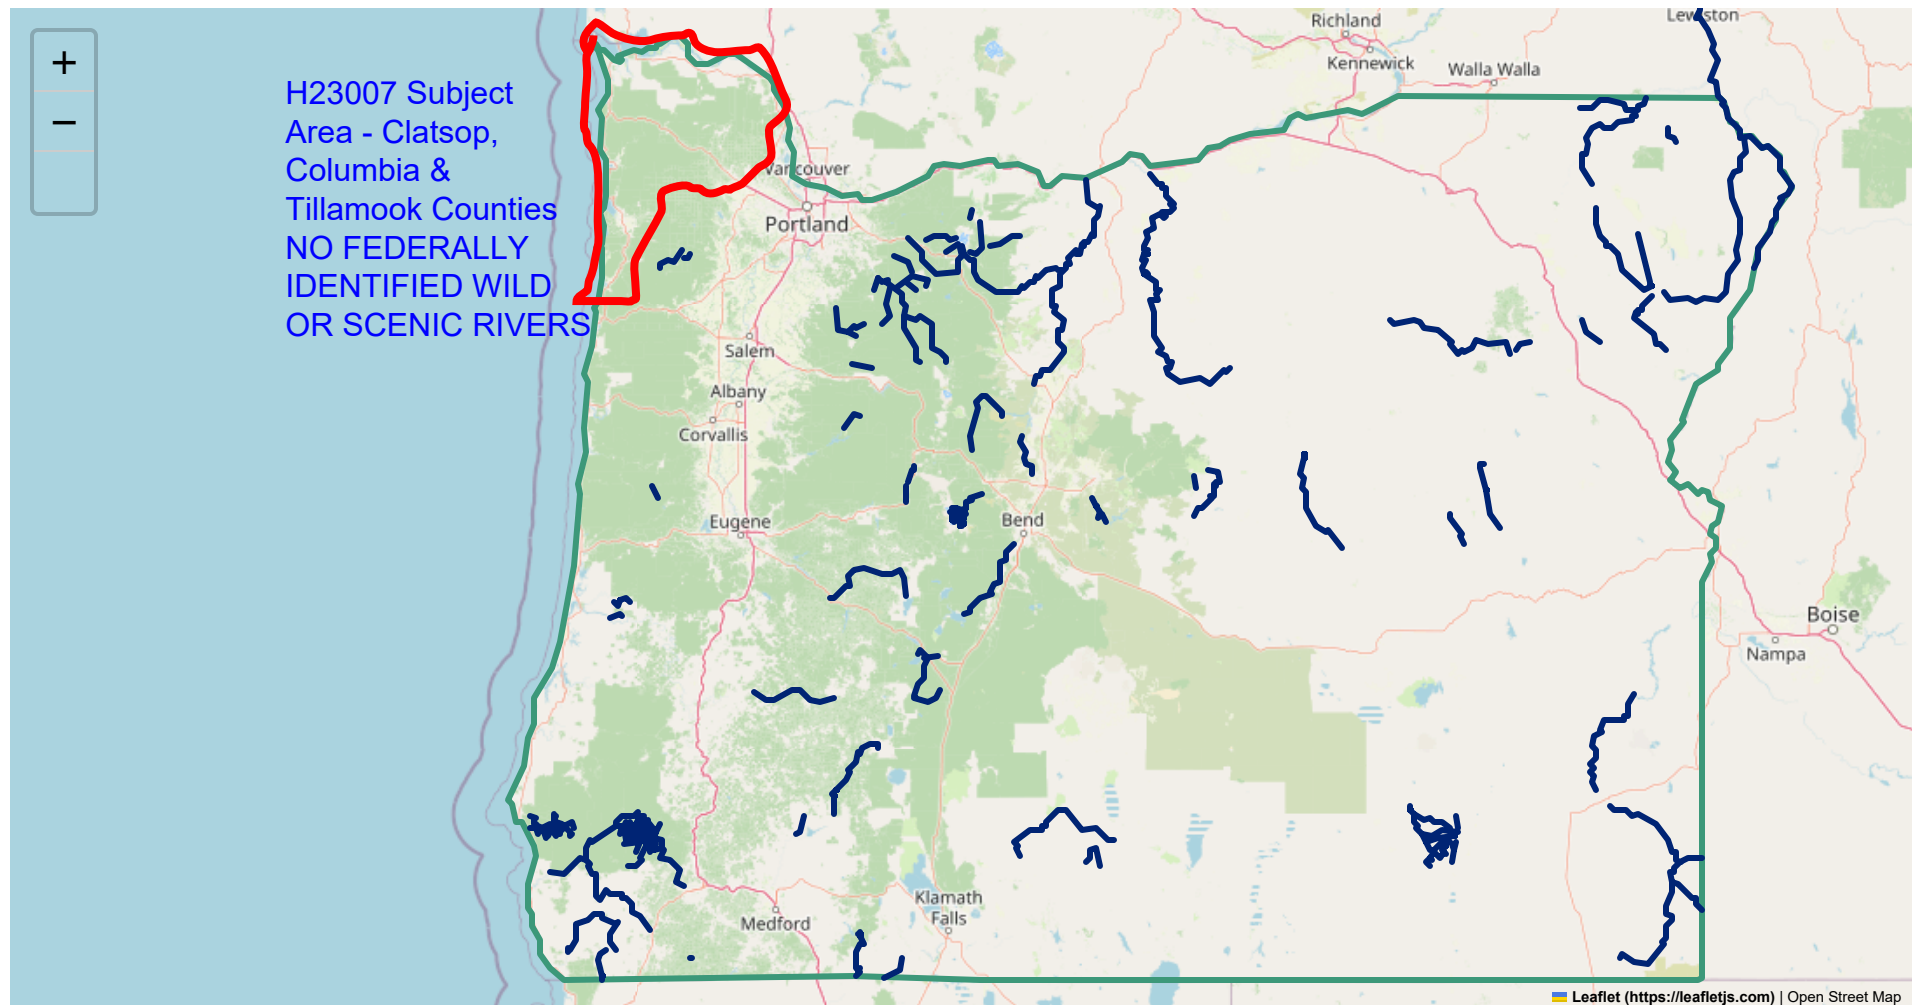 Richland
Lewiston
Kennewick
Walla Walla
+
−
H23007 Subject
Area - Clatsop,
Columbia &
Tillamook Counties
NO FEDERALLY
IDENTIFIED WILD
OR SCENIC RIVERS
Vancouver
Portland
Salem
Albany
Corvallis
Eugene
Bend
Boise
Nampa
Klamath
Falls
Medford
Leaflet (https://leafletjs.com) | Open Street Map